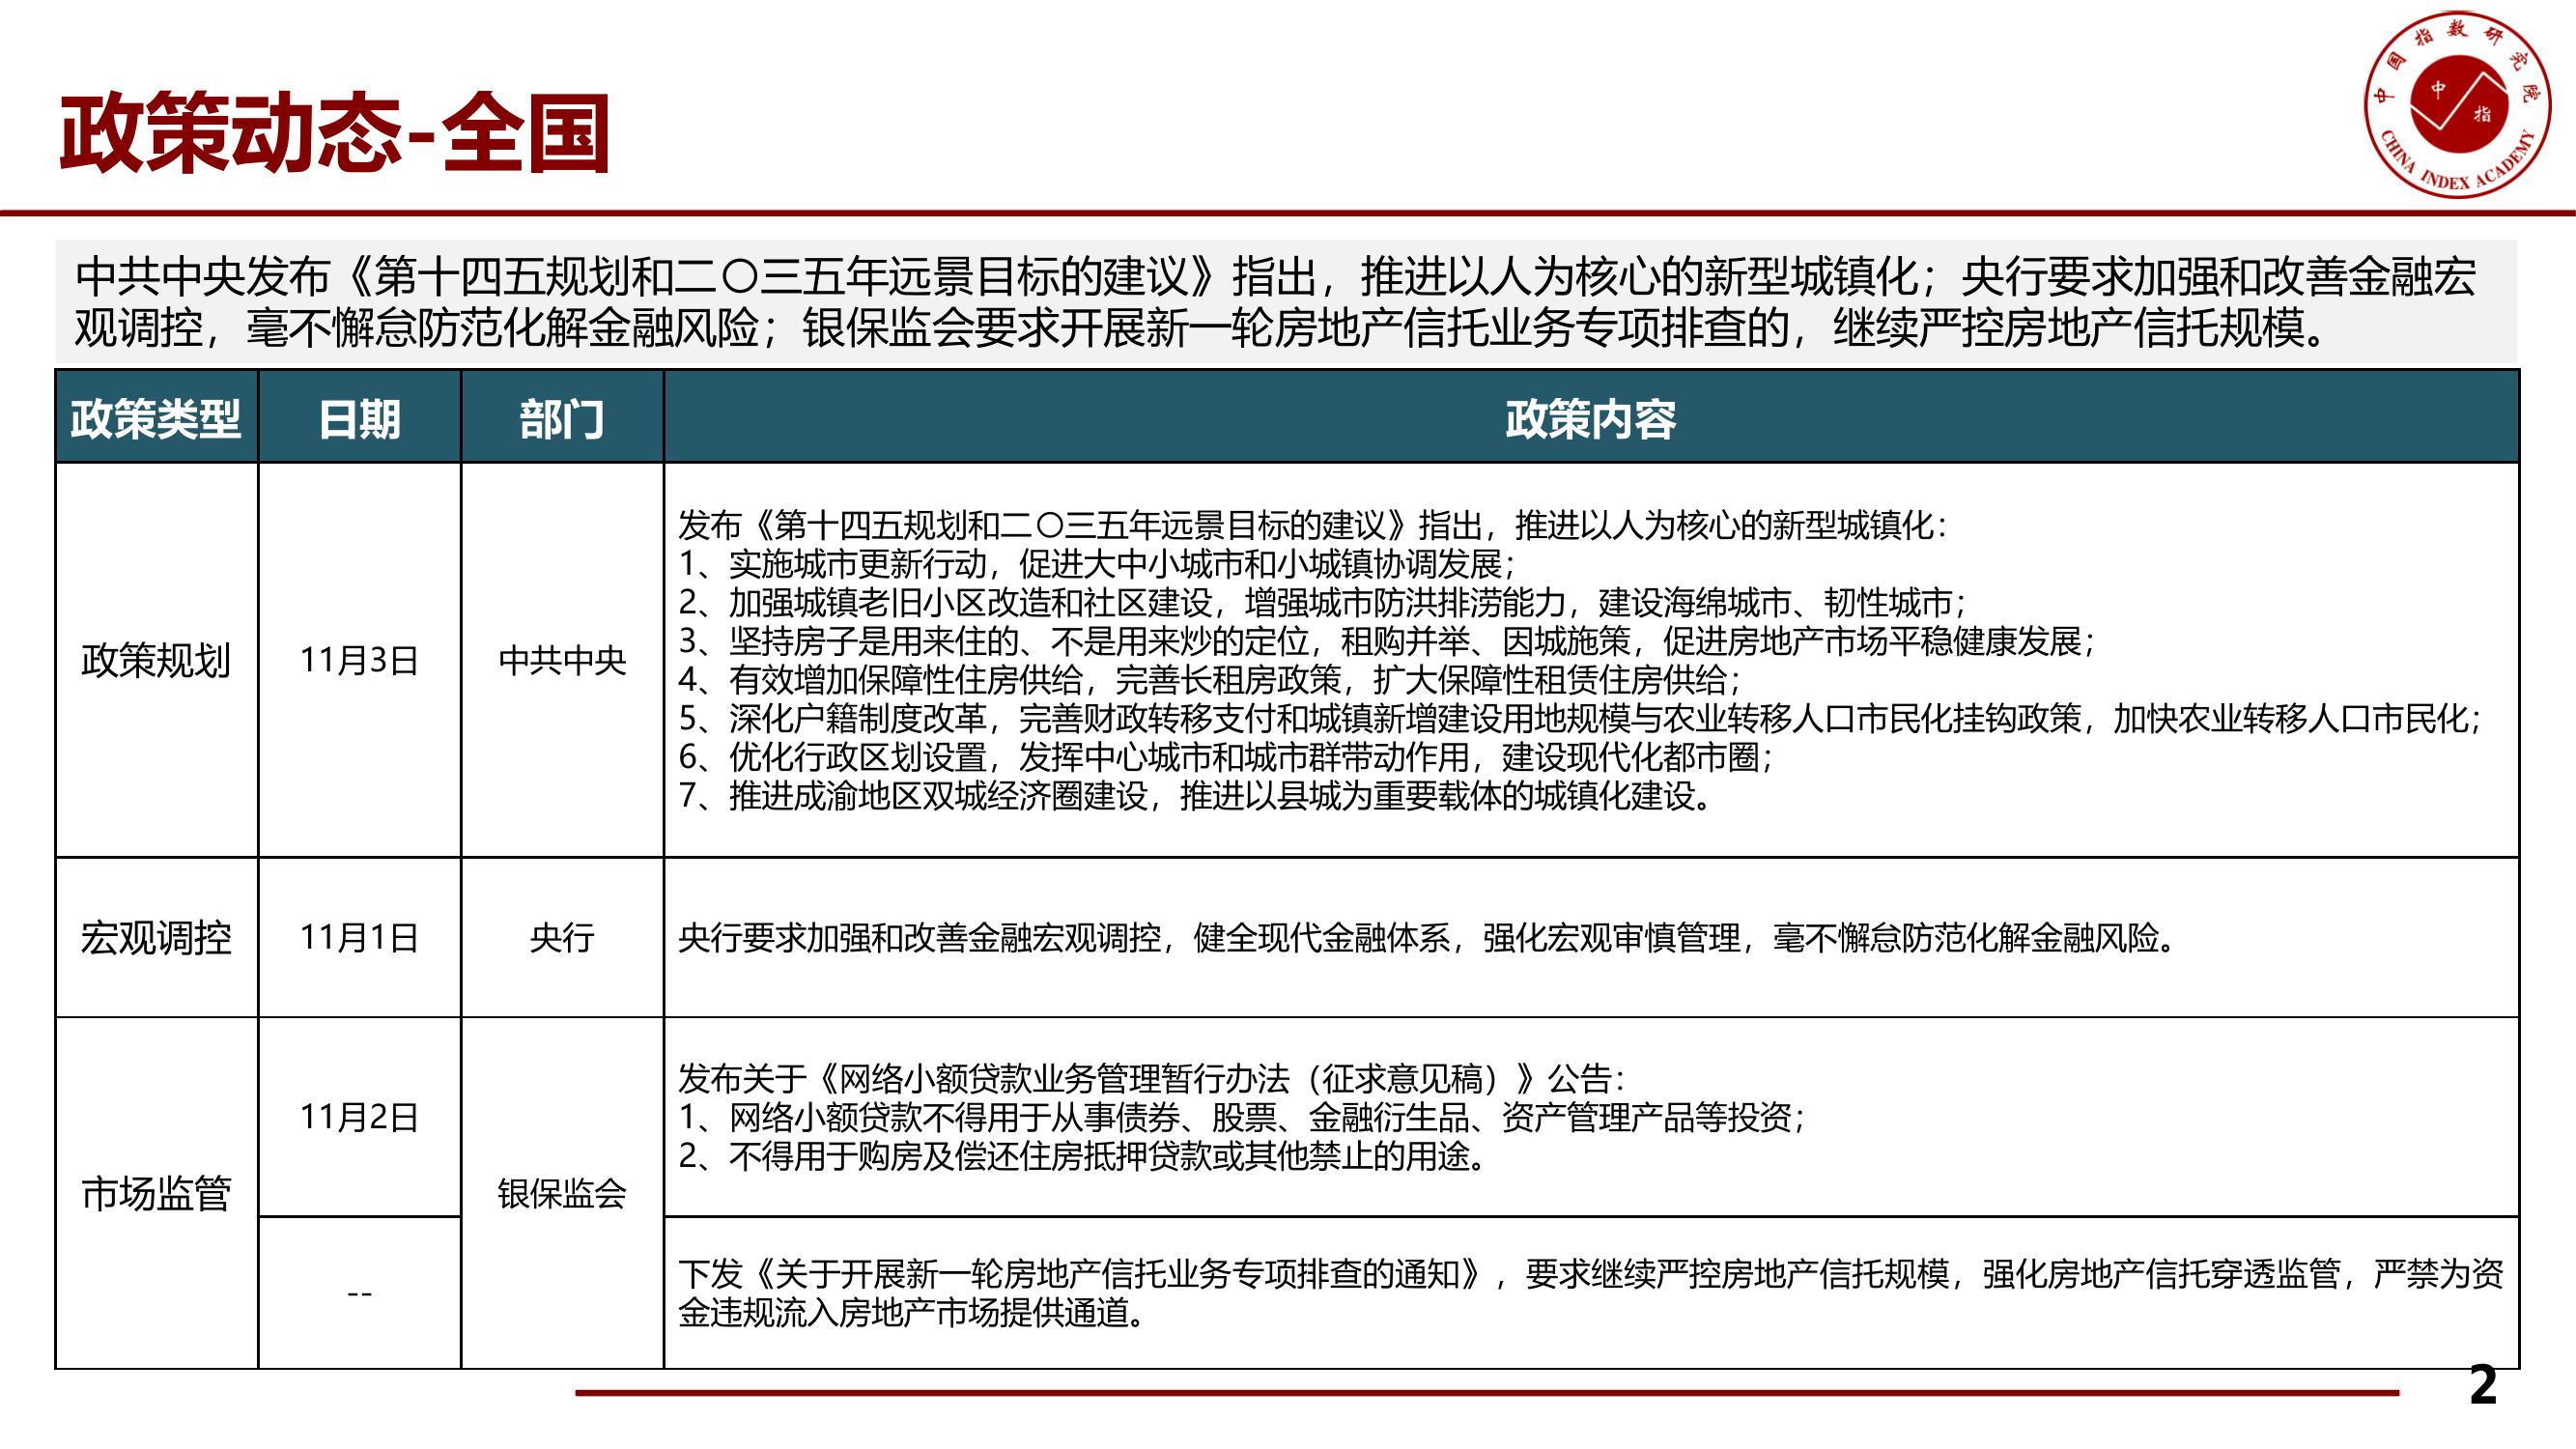 政策动态-全国
中国指数研究院
中
指
CHINA INDEX ACADEMY
中共中央发布《第十四五规划和二〇三五年远景目标的建议》指出，推进以人为核心的新型城镇化；央行要求加强和改善金融宏
观调控，毫不懈怠防范化解金融风险；银保监会要求开展新一轮房地产信托业务专项排查的，继续严控房地产信托规模。
政策类型 日期 部门 政策内容
政策规划 11月3日 中共中央
发布《第十四五规划和二〇三五年远景目标的建议》指出，推进以人为核心的新型城镇化：
1、实施城市更新行动，促进大中小城市和小城镇协调发展；
2、加强城镇老旧小区改造和社区建设，增强城市防洪排涝能力，建设海绵城市、韧性城市；
3、坚持房子是用来住的、不是用来炒的定位，租购并举、因城施策，促进房地产市场平稳健康发展；
4、有效增加保障性住房供给，完善长租房政策，扩大保障性租赁住房供给；
5、深化户籍制度改革，完善财政转移支付和城镇新增建设用地规模与农业转移人口市民化挂钩政策，加快农业转移人口市民化；
6、优化行政区划设置，发挥中心城市和城市群带动作用，建设现代化都市圈；
7、推进成渝地区双城经济圈建设，推进以县城为重要载体的城镇化建设。
宏观调控 11月1日 央行 央行要求加强和改善金融宏观调控，健全现代金融体系，强化宏观审慎管理，毫不懈怠防范化解金融风险。
市场监管 11月2日 银保监会
发布关于《网络小额贷款业务管理暂行办法（征求意见稿）》公告：
1、网络小额贷款不得用于从事债券、股票、金融衍生品、资产管理产品等投资；
2、不得用于购房及偿还住房抵押贷款或其他禁止的用途。
--
下发《关于开展新一轮房地产信托业务专项排查的通知》，要求继续严控房地产信托规模，强化房地产信托穿透监管，严禁为资
金违规流入房地产市场提供通道。
2